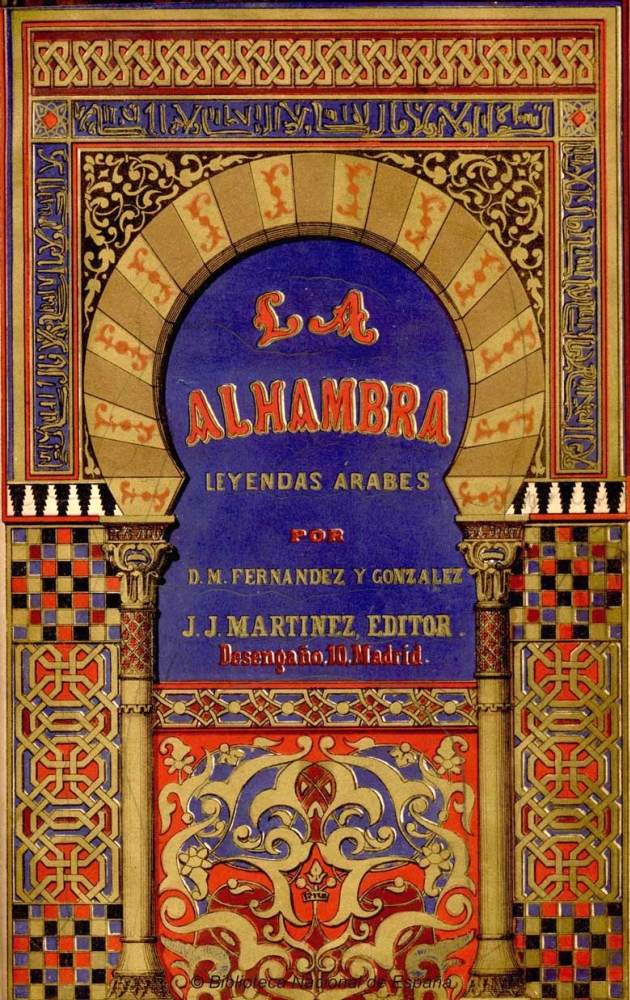 LA
ALHAMBRA
LEYENDAS ARABES
POR
D. M. FERNANDEZ Y GONZALEZ
J. J. MARTINEZ, EDITOR.
Desengaño, 10, Madrid.
© Biblioteca Nacional de España